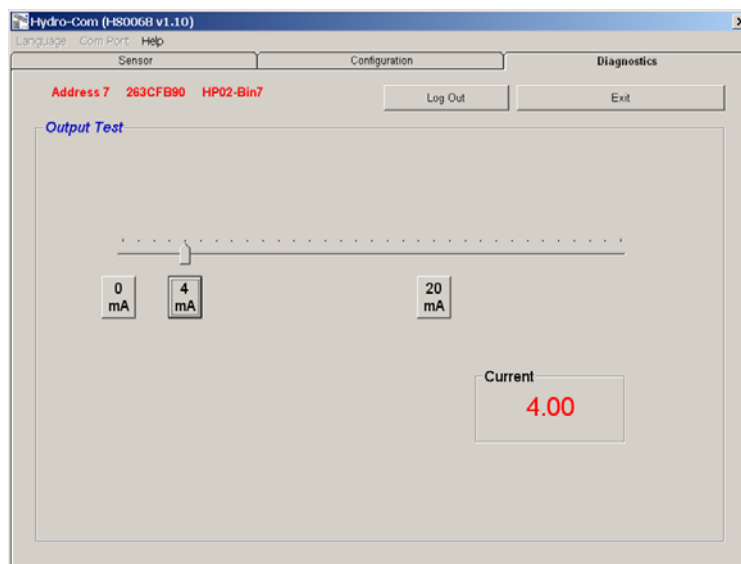 Hydro-Com (HS0068 v1.10)
Language Com Port Help
Sensor Configuration Diagnostics
Address 7 263CFB90 HP02-Bin7 Log Out Exit
Output Test
0 mA
4 mA
20 mA
Current
4.00